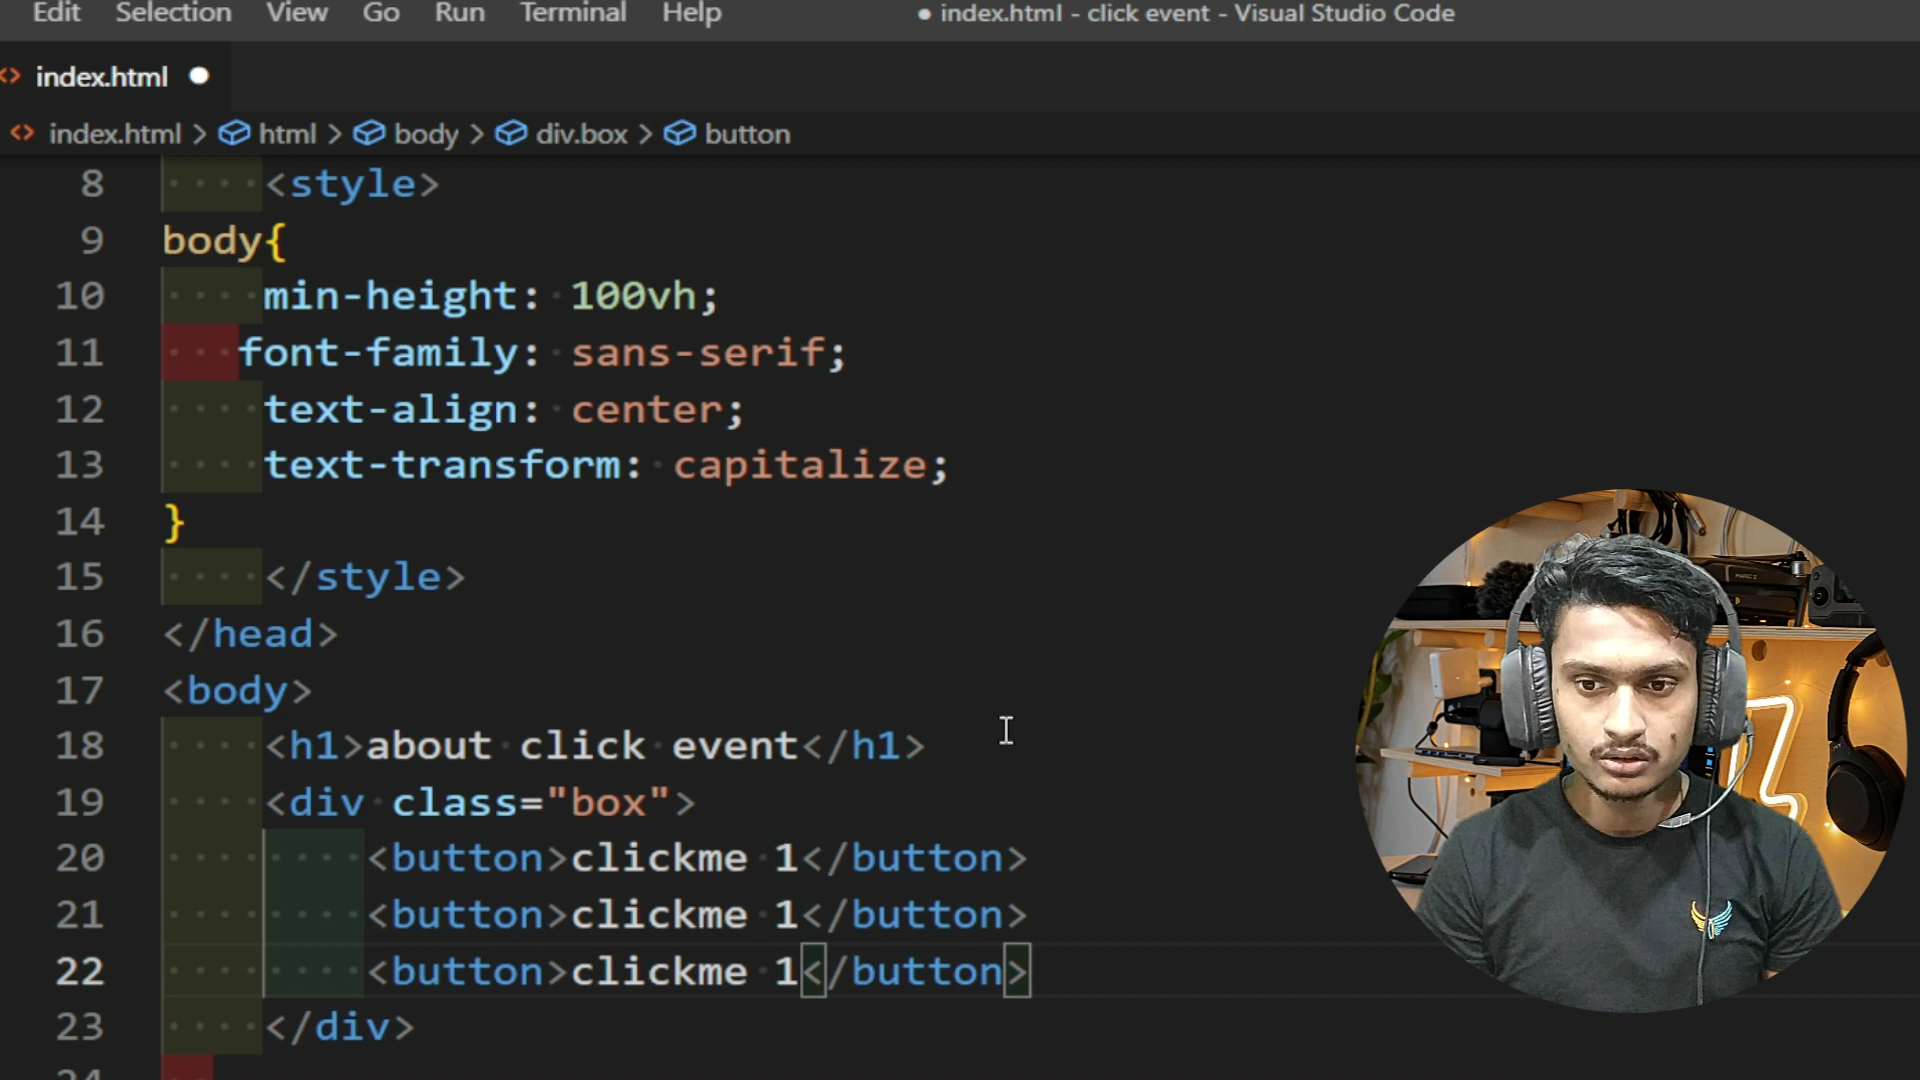 Edit Selection View Go Run Terminal Help ● index.html - click event - Visual Studio Code
<> index.html ●
<> index.html > html > body > div.box > button
8 <style>
9 body{
10 min-height: 100vh;
11 font-family: sans-serif;
12 text-align: center;
13 text-transform: capitalize;
14 }
15 </style>
16 </head>
17 <body>
18 <h1>about click event</h1>
19 <div class="box">
20 <button>clickme 1</button>
21 <button>clickme 1</button>
22 <button>clickme 1</button>
23 </div>
24